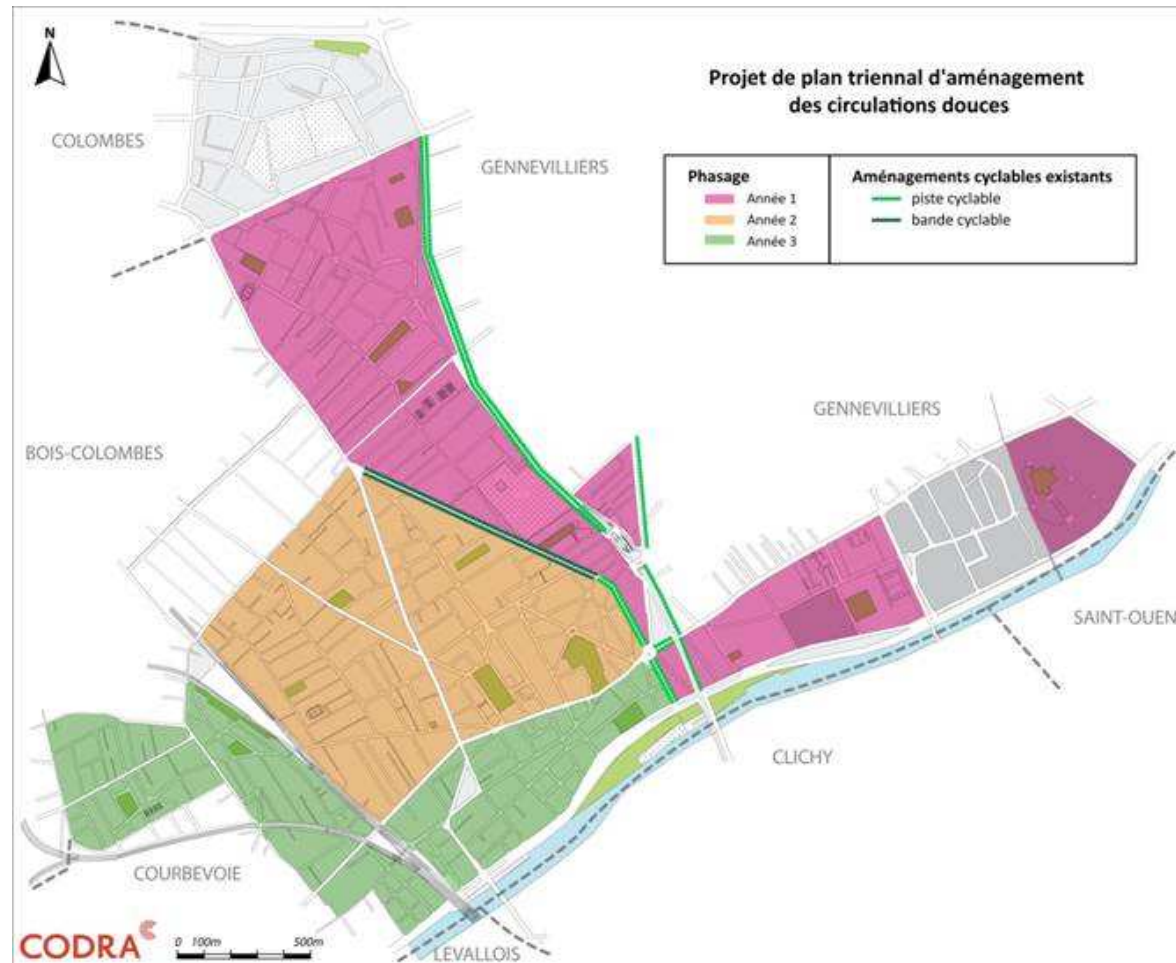 N
Projet de plan triennal d'aménagement
des circulations douces
COLOMBES
GENNEVILLIERS
Phasage
Année 1
Année 2
Année 3
Aménagements cyclables existants
piste cyclable
bande cyclable
GENNEVILLIERS
BOIS-COLOMBES
SAINT-OUEN
CLICHY
COURBEVOIE
CODRA
0 100m 500m
LEVALLOIS